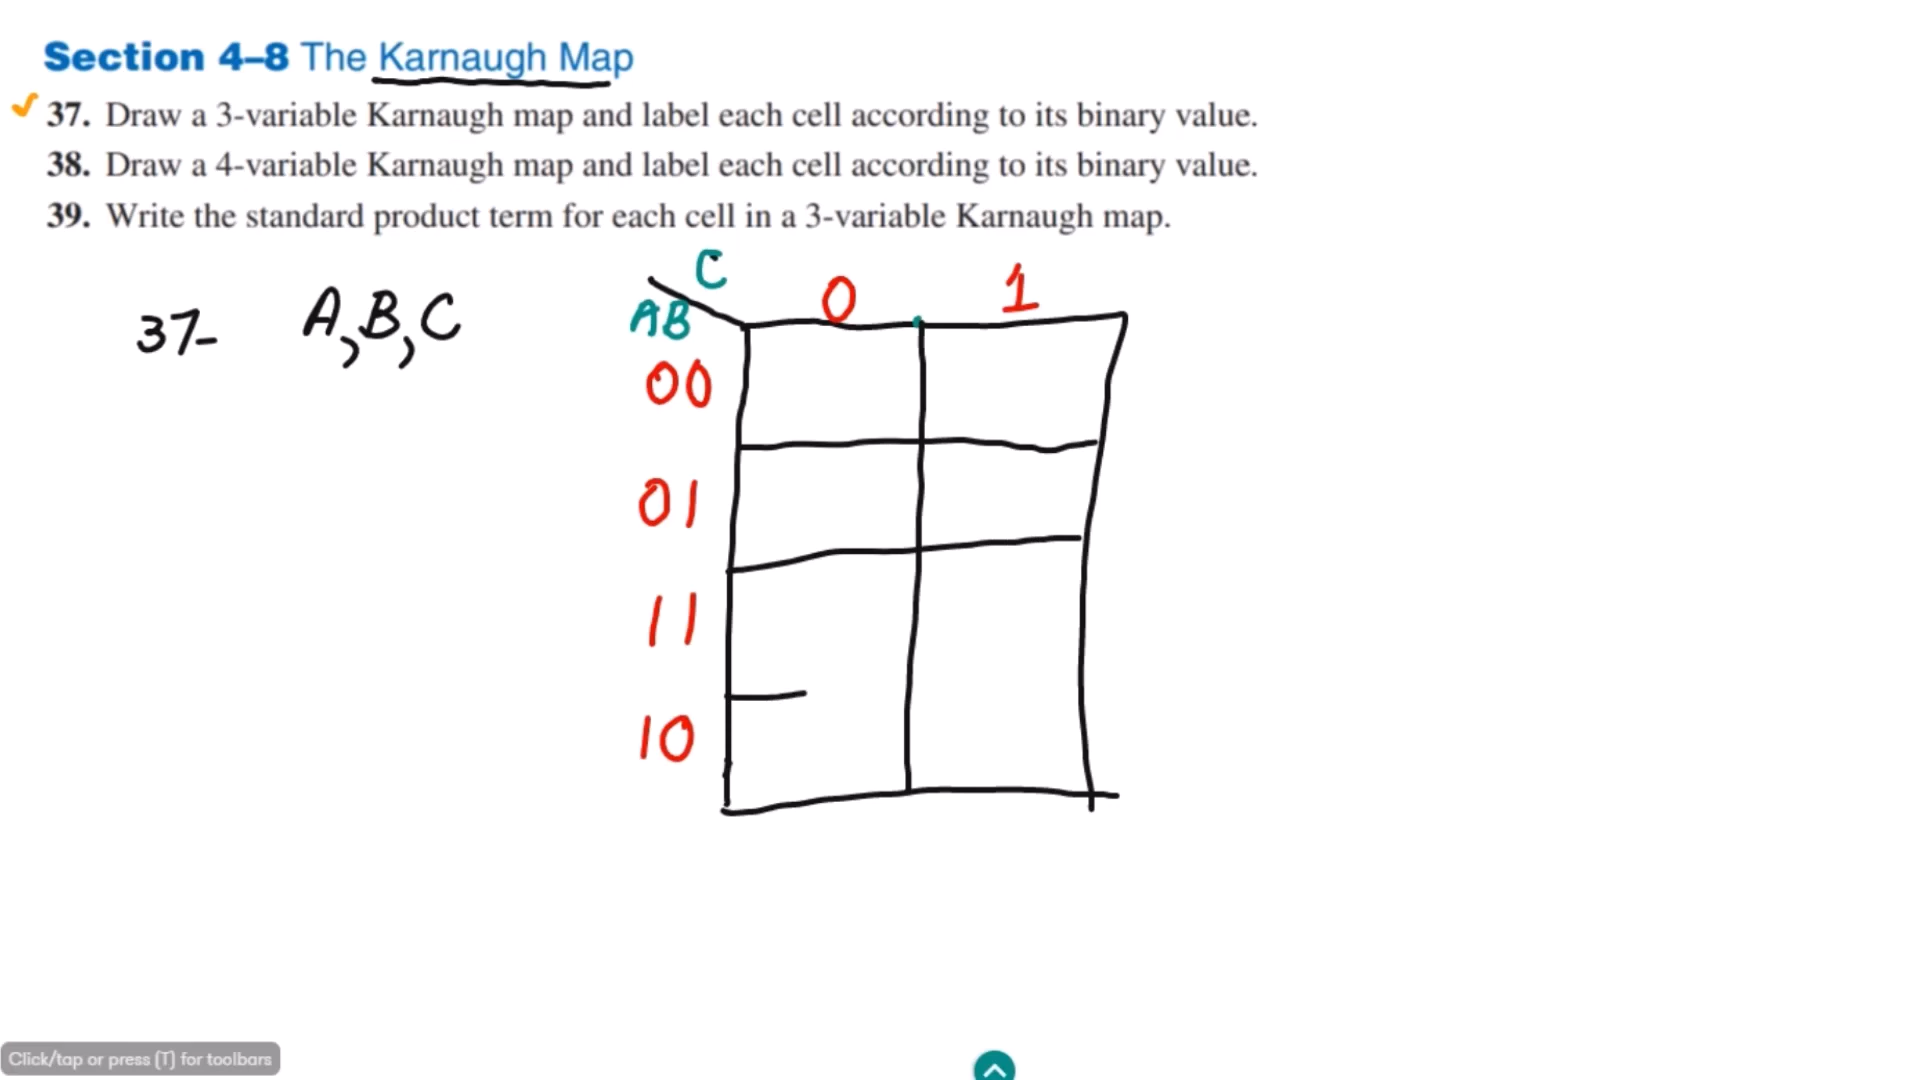 Section 4–8 The Karnaugh Map
37. Draw a 3-variable Karnaugh map and label each cell according to its binary value.
38. Draw a 4-variable Karnaugh map and label each cell according to its binary value.
39. Write the standard product term for each cell in a 3-variable Karnaugh map.
37- A,B,C
C
AB
0 1
00
01
11
10
Click/tap or press (T) for toolbars